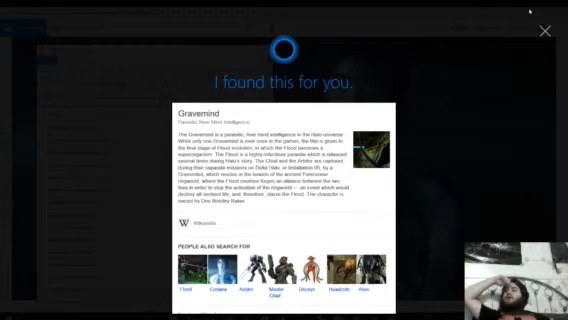 I found this for you.
Gravemind
Parasitic hive mind intelligence
The Gravemind is a parasitic, hive mind intelligence in the Halo universe
While only one Gravemind is ever seen in the games, the title is given to
the final stage of Flood evolution, in which the Flood becomes a
superorganism. The Flood is a highly-infectious parasite which is released
several times during Halo's story. The Chief and the Arbiter are captured
during their separate missions on Delta Halo, or Installation 05, by a
Gravemind, which resides in the bowels of the ancient Forerunner
ringworld, where the Flood creature forges an alliance between the two
foes in order to stop the activation of the ringworld — an event which would
destroy all sentient life, and, therefore, starve the Flood. The character is
voiced by Dee Bradley Baker.
W Wikipedia
PEOPLE ALSO SEARCH FOR
Flood Cortana Arbiter Master Chief Deoxys Headcrab Alien